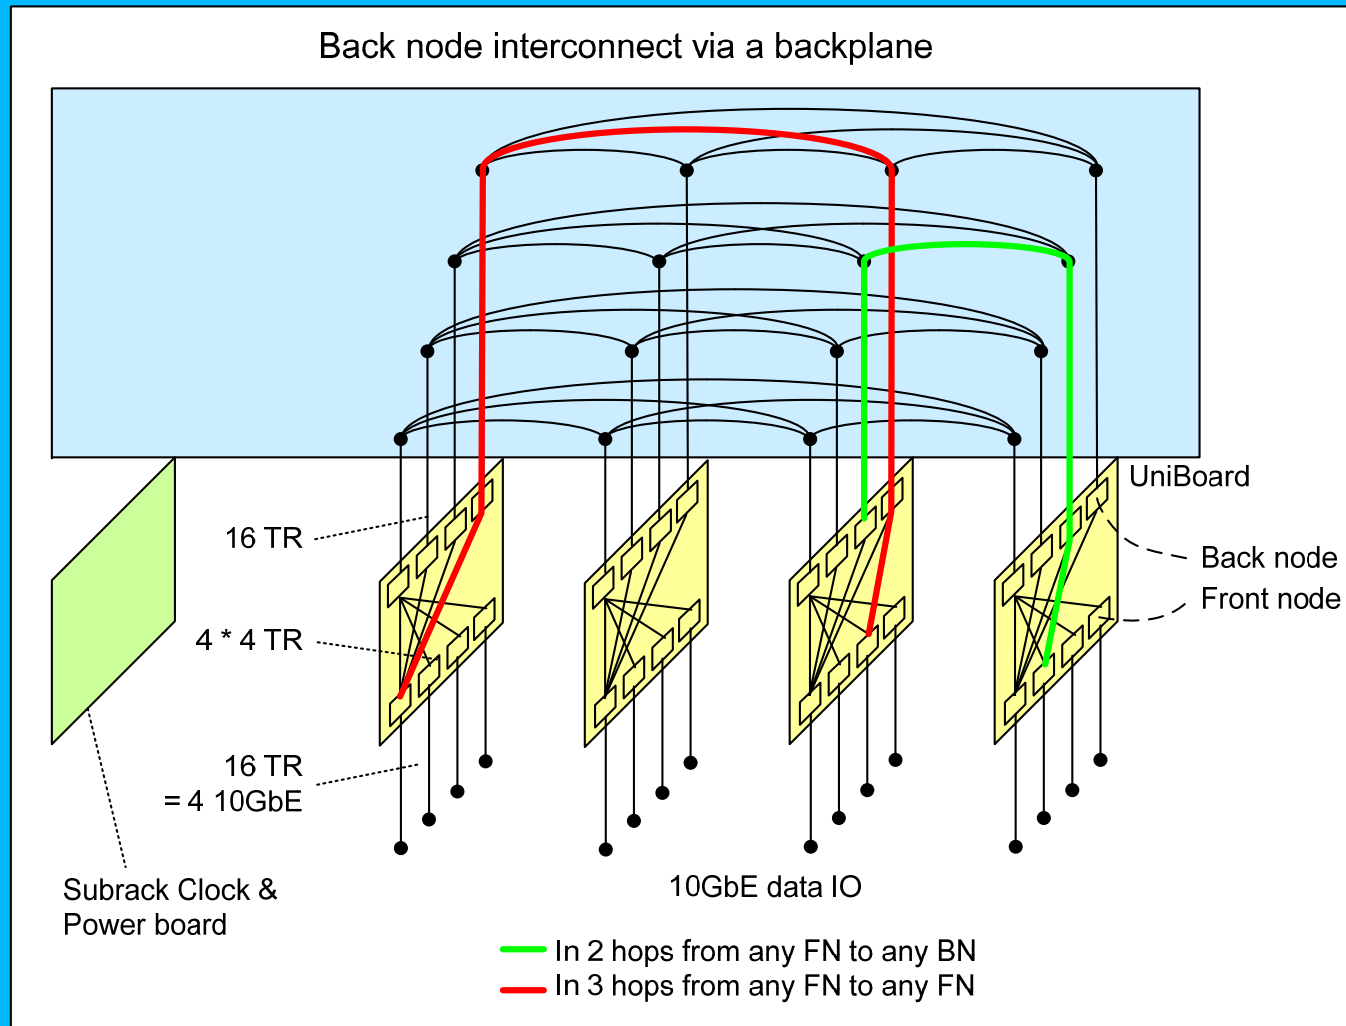 Back node interconnect via a backplane
UniBoard
16 TR
Back node
Front node
4 * 4 TR
16 TR
= 4 10GbE
Subrack Clock &
Power board
10GbE data IO
In 2 hops from any FN to any BN
In 3 hops from any FN to any FN